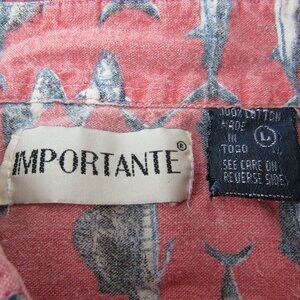 IMPORTANTE®
100% COTTON
MADE
IN L
TOGO
SEE CARE ON
REVERSE SIDE